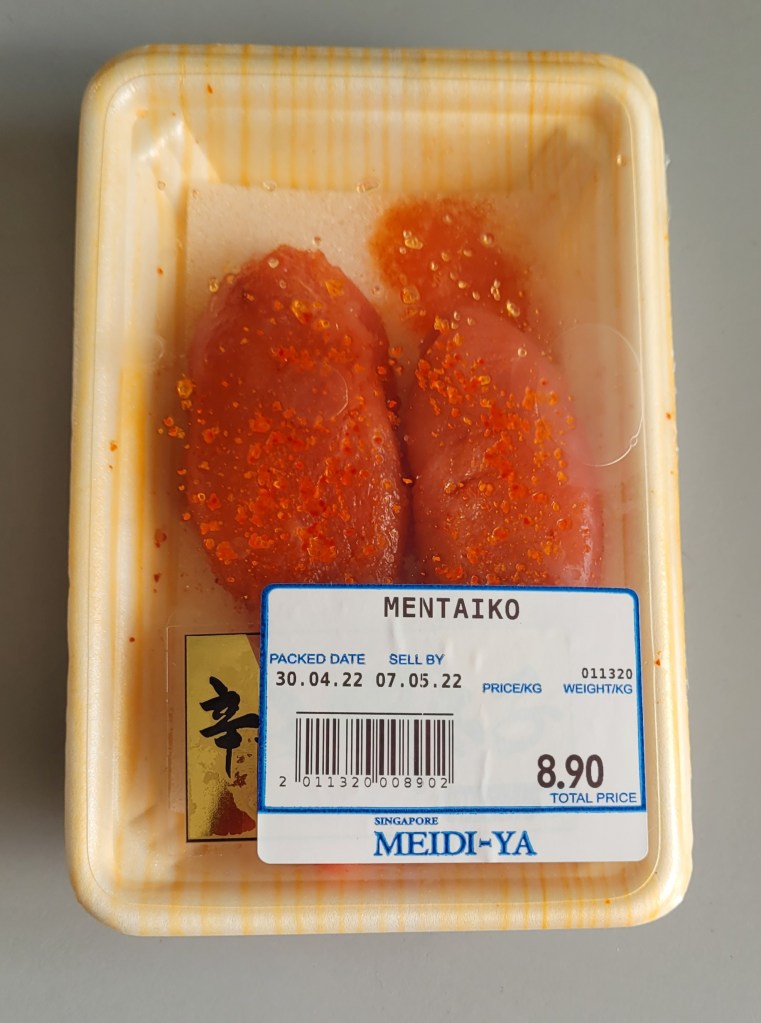 MENTAIKO
PACKED DATE SELL BY
30.04.22 07.05.22
011320
PRICE/KG WEIGHT/KG
2 011320 008902
8.90
TOTAL PRICE
SINGAPORE
MEIDI-YA
辛